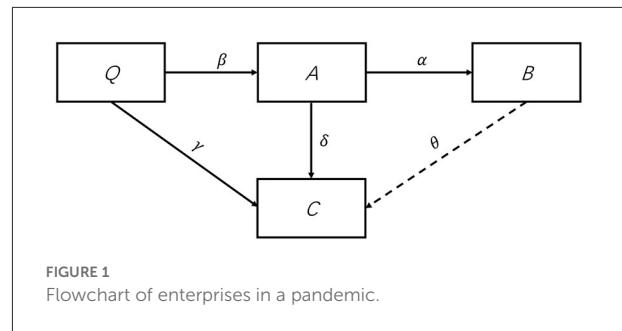 Q β A α B
γ δ θ
C
FIGURE 1
Flowchart of enterprises in a pandemic.